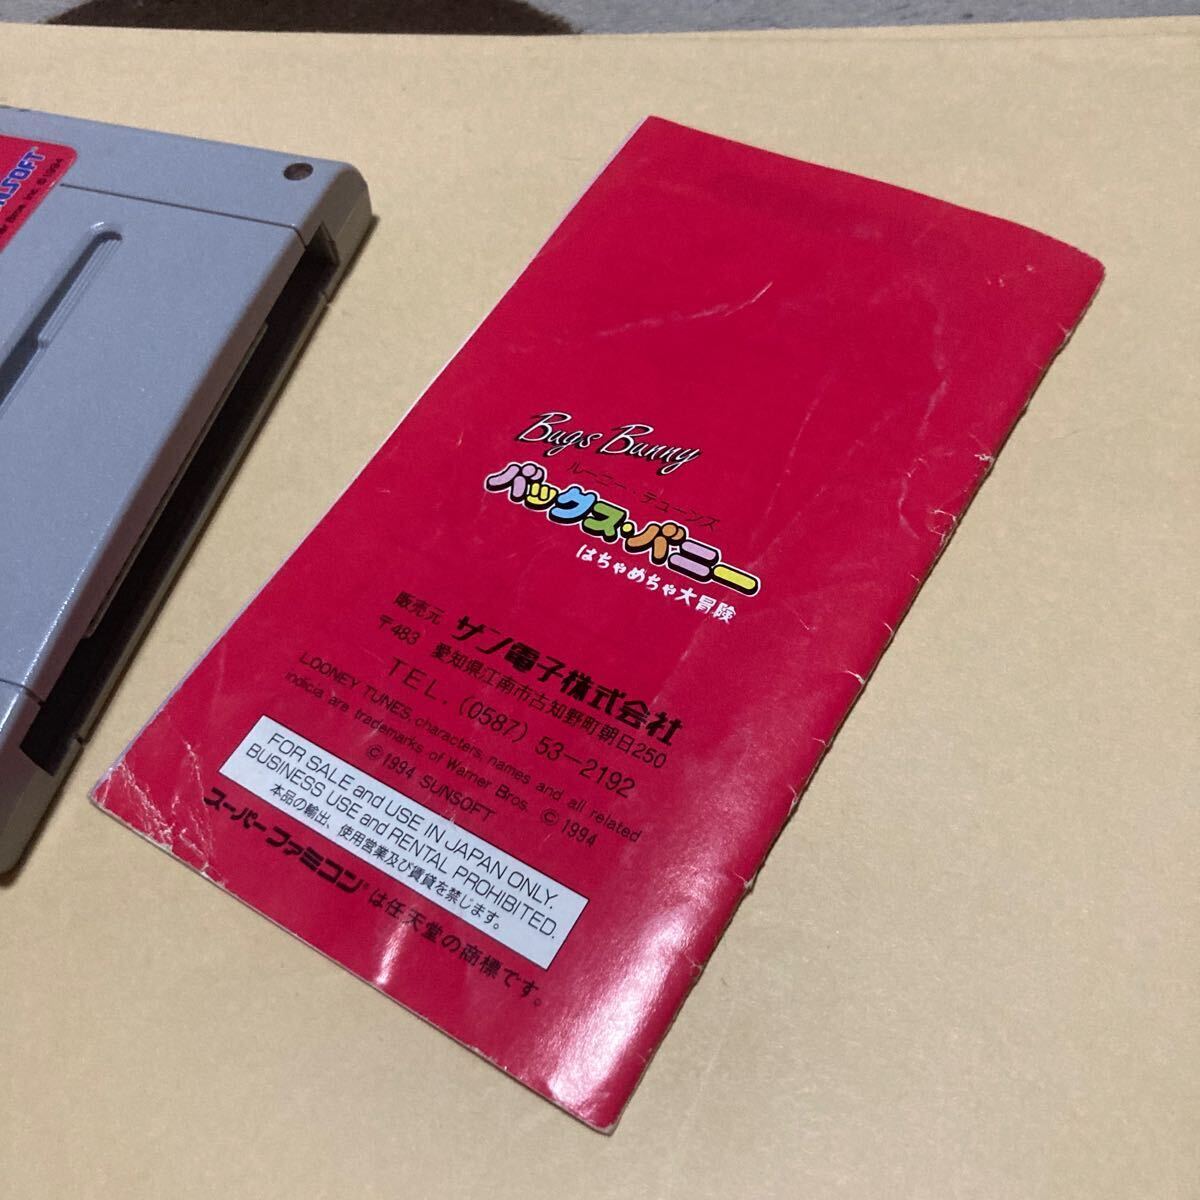 NSOFT
Bros. Inc. © 1994
Bugs Bunny
ルーニー・テューンズ
バックス・バニー
はちゃめちゃ大冒険
販売元 サン電子株式会社
〒483 愛知県江南市古知野町朝日250
TEL. (0587) 53-2192
LOONEY TUNES, characters, names and all related
indicia are trademarks of Warner Bros. © 1994
© 1994 SUNSOFT
FOR SALE and USE IN JAPAN ONLY.
BUSINESS USE and RENTAL PROHIBITED.
本品の輸出、使用営業及び賃貸を禁じます。
スーパーファミコン®は任天堂の商標です。